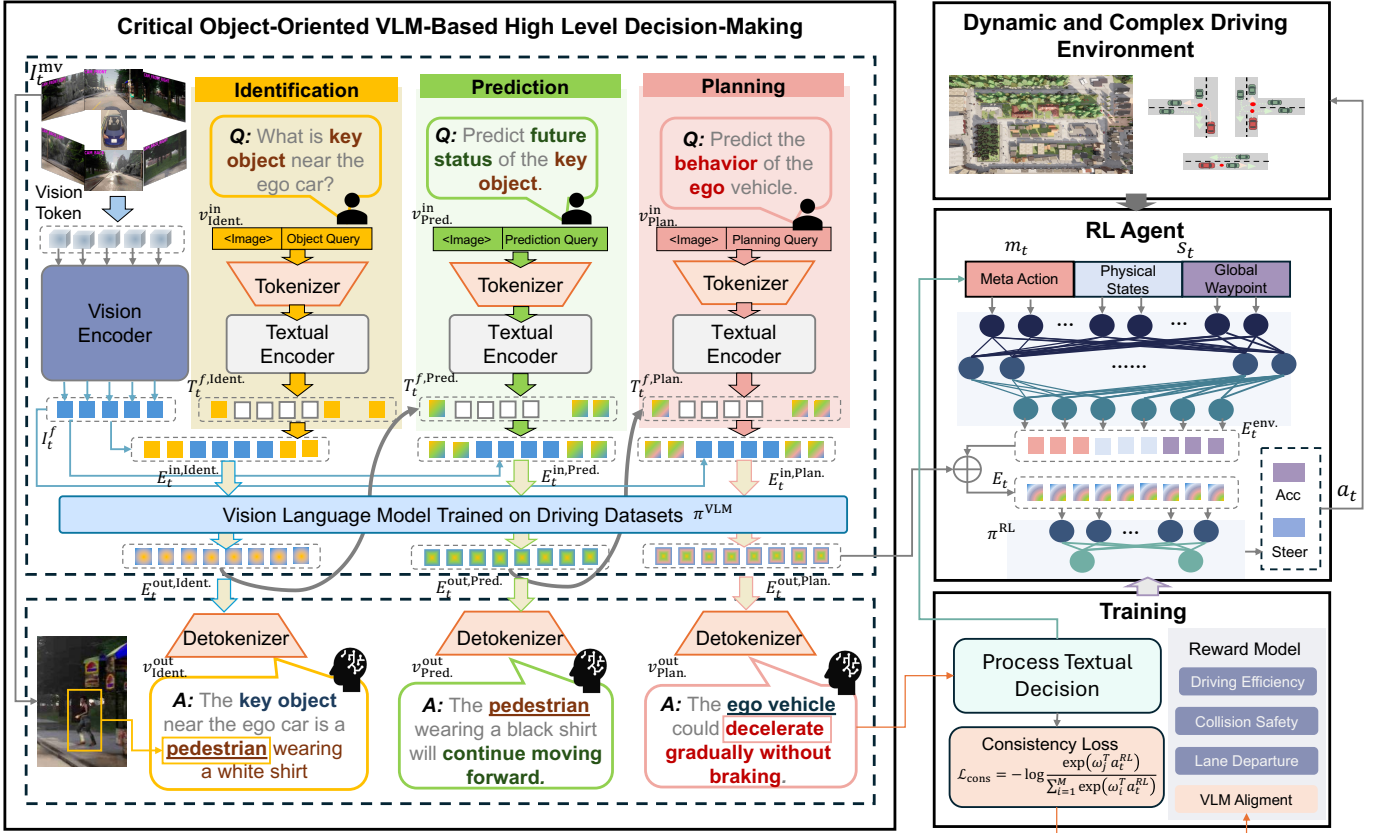 Critical Object-Oriented VLM-Based High Level Decision-Making
I_t^mv
Vision
Token
Vision
Encoder
I_t^f
Identification
Q: What is key
object near the
ego car?
v_Ident.^in
<Image> Object Query
Tokenizer
Textual
Encoder
T_t^f,Ident.
E_t^in,Ident.
Prediction
Q: Predict future
status of the key
object.
v_Pred.^in
<Image> Prediction Query
Tokenizer
Textual
Encoder
T_t^f,Pred.
E_t^in,Pred.
Planning
Q: Predict the
behavior of the
ego vehicle.
v_Plan.^in
<Image> Planning Query
Tokenizer
Textual
Encoder
T_t^f,Plan.
E_t^in,Plan.
Vision Language Model Trained on Driving Datasets π^VLM
E_t^out,Ident.
E_t^out,Pred.
E_t^out,Plan.
Detokenizer
v_Ident.^out
A: The key object
near the ego car is a
pedestrian wearing
a white shirt
Detokenizer
v_Pred.^out
A: The pedestrian
wearing a black shirt
will continue moving
forward.
Detokenizer
v_Plan.^out
A: The ego vehicle
could decelerate
gradually without
braking.
Dynamic and Complex Driving
Environment
RL Agent
m_t
s_t
Meta Action
Physical
States
Global
Waypoint
...
...
......
E_t^env.
E_t
π^RL
...
Acc
Steer
a_t
Training
Process Textual
Decision
Consistency Loss
L_cons = −log exp(ω_j^T a_t^RL) / ∑_{i=1}^M exp(ω_i^T a_t^RL)
Reward Model
Driving Efficiency
Collision Safety
Lane Departure
VLM Aligment